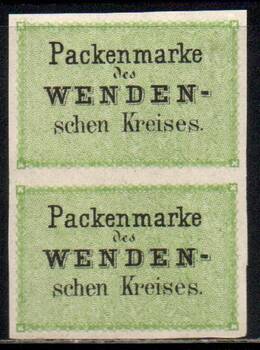 Packenmarke
des
WENDEN-
schen Kreises.
Packenmarke
des
WENDEN-
schen Kreises.